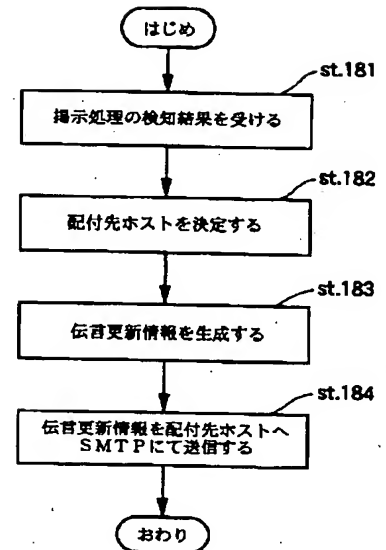 はじめ
st.181
掲示処理の検知結果を受ける
st.182
配付先ホストを決定する
st.183
伝言更新情報を生成する
st.184
伝言更新情報を配付先ホストへ
SMTPにて送信する
おわり